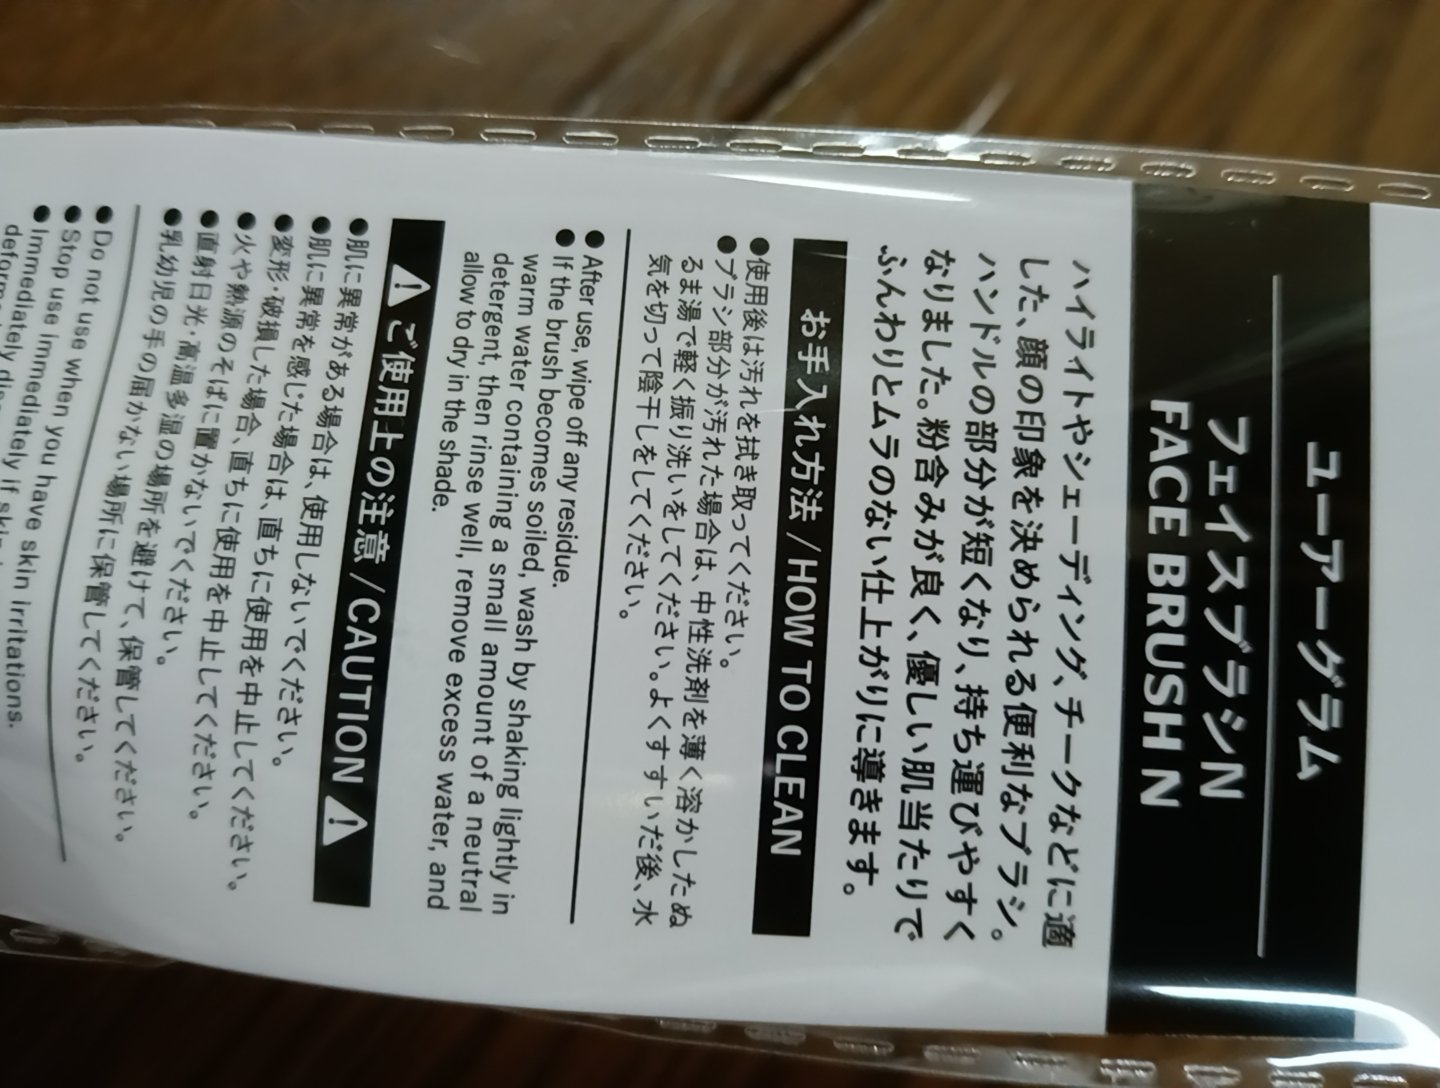 ユーアーグラム
フェイスブラシN
FACE BRUSH N
ハイライトやシェーディング、チークなどに適
した、顔の印象を決められる便利なブラシ。
ハンドルの部分が短くなり、持ち運びやすく
なりました。粉含みが良く、優しい肌当たりで
ふんわりとムラのない仕上がりに導きます。
お手入れ方法 / HOW TO CLEAN
●使用後は汚れを拭き取ってください。
●ブラシ部分が汚れた場合は、中性洗剤を薄く溶かしたぬ
るま湯で軽く振り洗いをしてください。よくすすいだ後、水
気を切って陰干しをしてください。
● After use, wipe off any residue.
● If the brush becomes soiled, wash by shaking lightly in
warm water containing a small amount of a neutral
detergent, then rinse well, remove excess water, and
allow to dry in the shade.
⚠ ご使用上の注意 / CAUTION ⚠
●肌に異常がある場合は、使用しないでください。
●肌に異常を感じた場合は、直ちに使用を中止してください。
●変形・破損した場合、直ちに使用を中止してください。
●火や熱源のそばに置かないでください。
●直射日光・高温多湿の場所を避けて、保管してください。
●乳幼児の手の届かない場所に保管してください。
● Do not use when you have skin irritations.
● Stop use immediately if skin
● Immediately